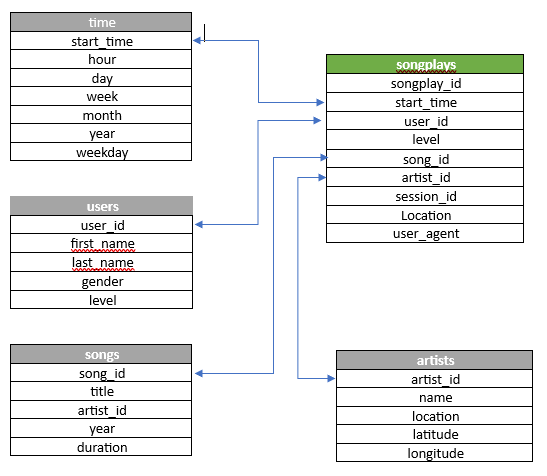 time
start_time
hour
day
week
month
year
weekday
songplays
songplay_id
start_time
user_id
level
song_id
artist_id
session_id
Location
user_agent
users
user_id
first_name
last_name
gender
level
songs
song_id
title
artist_id
year
duration
artists
artist_id
name
location
latitude
longitude